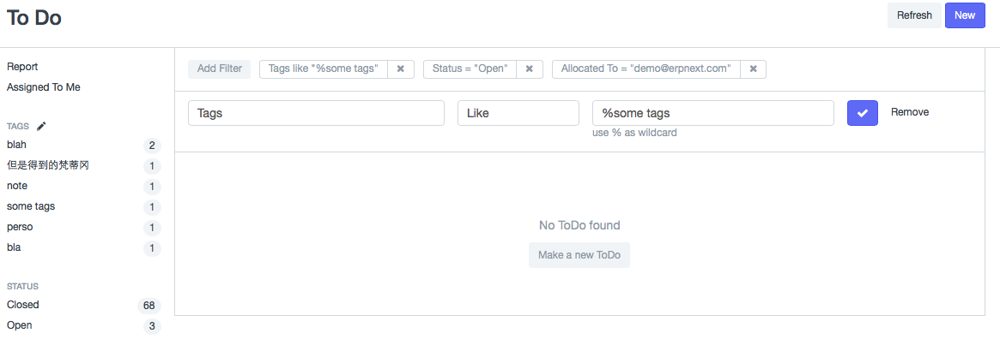 To Do
Refresh
New
Report
Assigned To Me
TAGS
blah 2
但是得到的梵蒂冈 1
note 1
some tags 1
perso 1
bla 1
STATUS
Closed 68
Open 3
Add Filter
Tags like "%some tags" ×
Status = "Open" ×
Allocated To = "demo@erpnext.com" ×
Tags
Like
%some tags
use % as wildcard
Remove
No ToDo found
Make a new ToDo